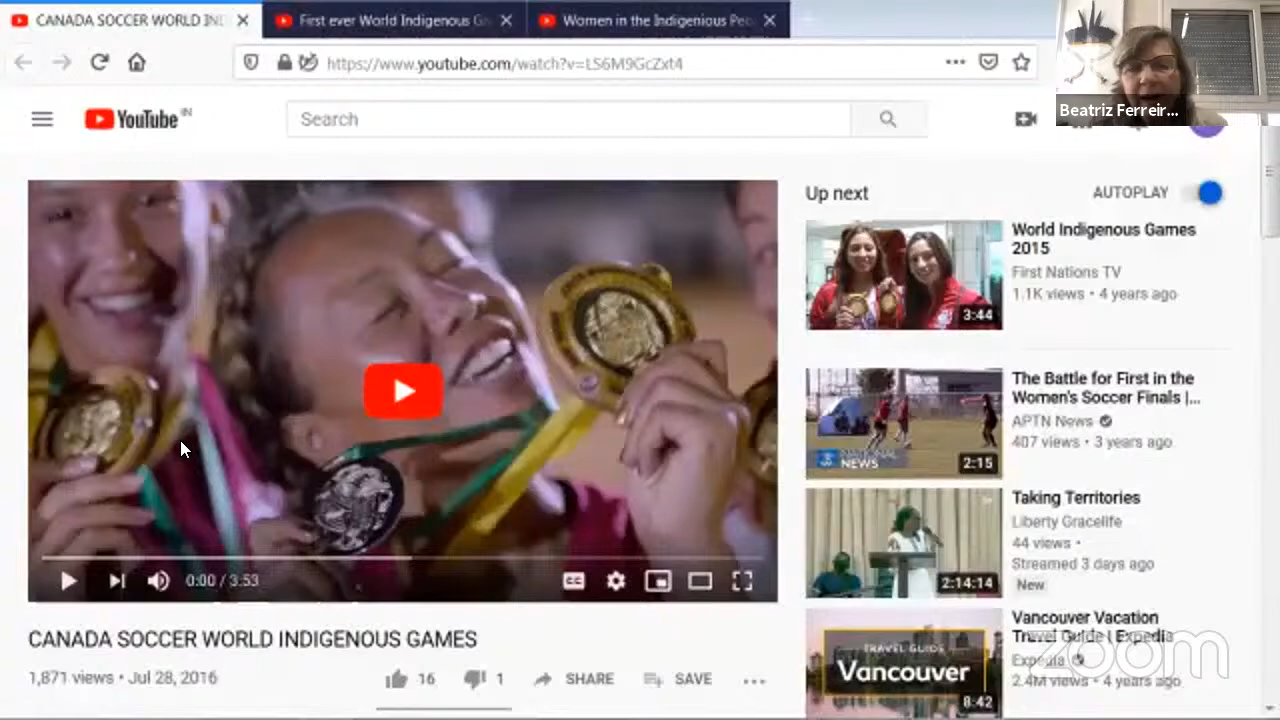 CANADA SOCCER WORLD IN
First ever World Indigenous G
Women in the Indigenious Peo
https://www.youtube.com/watch?v=LS6M9GcZxt4
Beatriz Ferreir...
YouTube IN
Search
Up next
AUTOPLAY
World Indigenous Games
2015
First Nations TV
1.1K views • 4 years ago
3:44
The Battle for First in the
Women's Soccer Finals |...
APTN News
407 views • 3 years ago
NATIONAL
NEWS
2:15
Taking Territories
Liberty Gracelife
44 views •
Streamed 3 days ago
New
2:14:14
Vancouver Vacation
Travel Guide | Expedia
Expedia
2.4M views • 4 years ago
TRAVEL GUIDE
Vancouver
8:42
0:00 / 3:53
CC
CANADA SOCCER WORLD INDIGENOUS GAMES
1,871 views • Jul 28, 2016
16
1
SHARE
SAVE
zoom